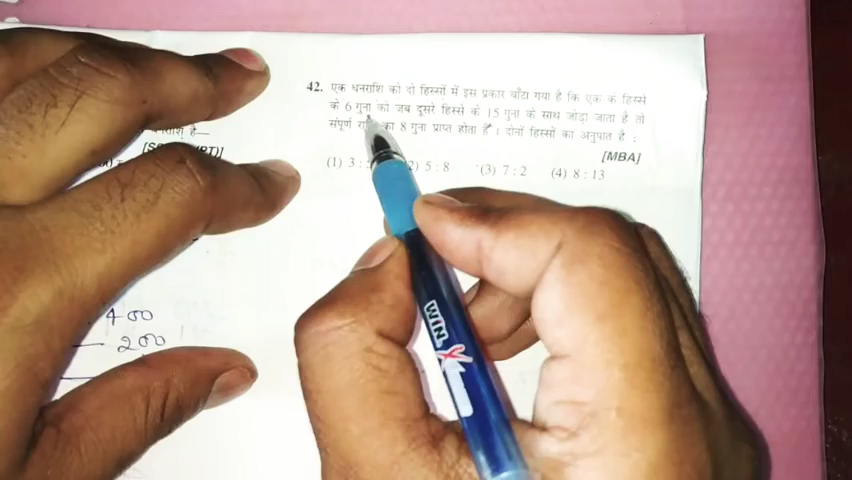 42. एक धनराशि को दो हिस्सों में इस प्रकार बाँटा गया है कि एक के हिस्से
के 6 गुना को जब दूसरे हिस्से के 15 गुना के साथ जोड़ा जाता है तो
संपूर्ण का 8 गुना प्राप्त होता है । दोनों हिस्सों का अनुपात है :
[MBA]
(1) 3 : 2) 5 : 8 (3) 7 : 2 (4) 8 : 13
400
200
WIN